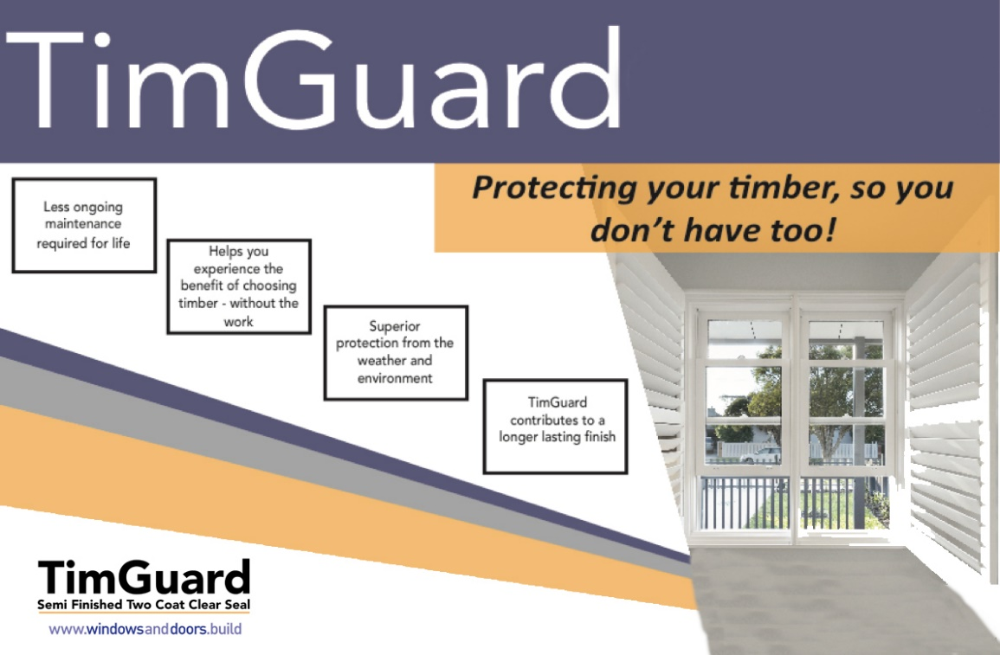 TimGuard
Protecting your timber, so you
don't have too!
Less ongoing
maintenance
required for life
Helps you
experience the
benefit of choosing
timber - without the
work
Superior
protection from the
weather and
environment
TimGuard
contributes to a
longer lasting finish
TimGuard
Semi Finished Two Coat Clear Seal
www.windowsanddoors.build